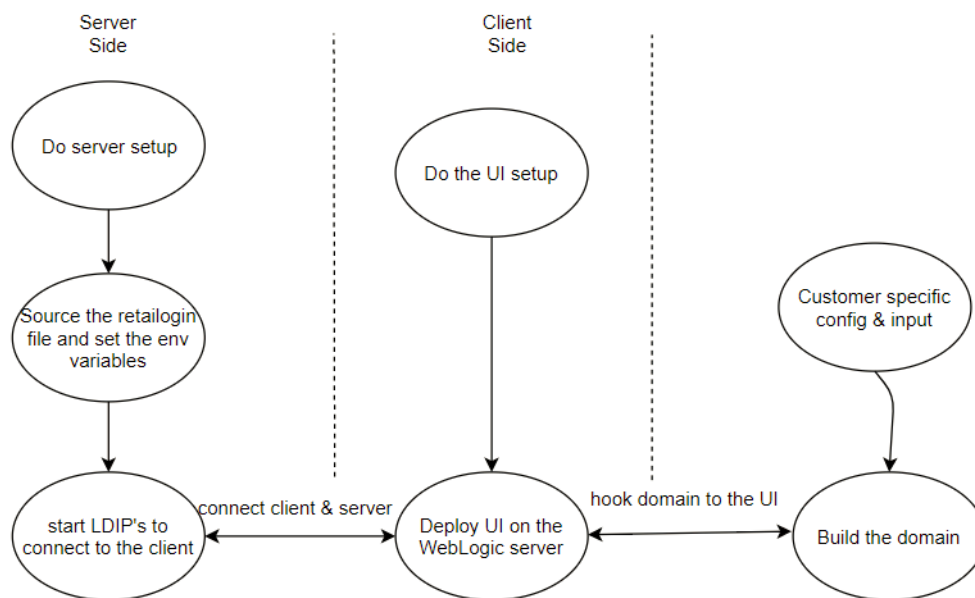 Server
Side
Client
Side
Do server setup
Do the UI setup
Source the retailogin
file and set the env
variables
Customer specific
config & input
connect client & server
hook domain to the UI
start LDIP's to
connect to the client
Deploy UI on the
WebLogic server
Build the domain